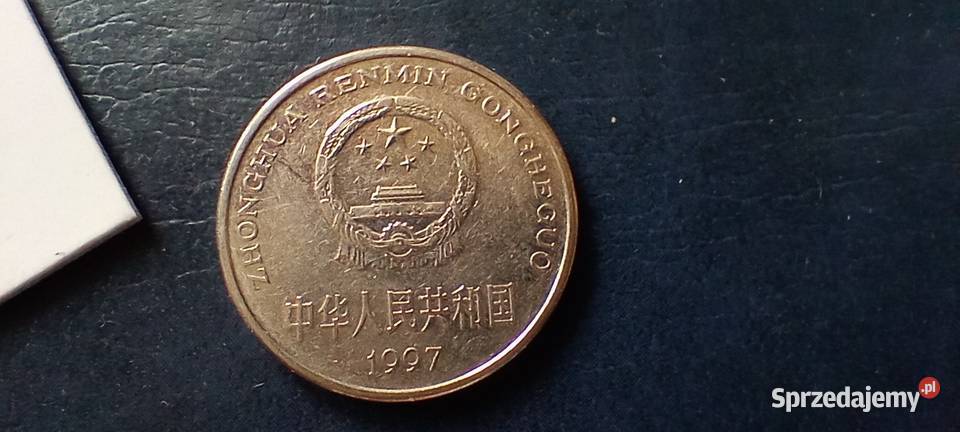 ZHONGHUA RENMIN GONGHEGUO
中华人民共和国
1997
Sprzedajemy.pl